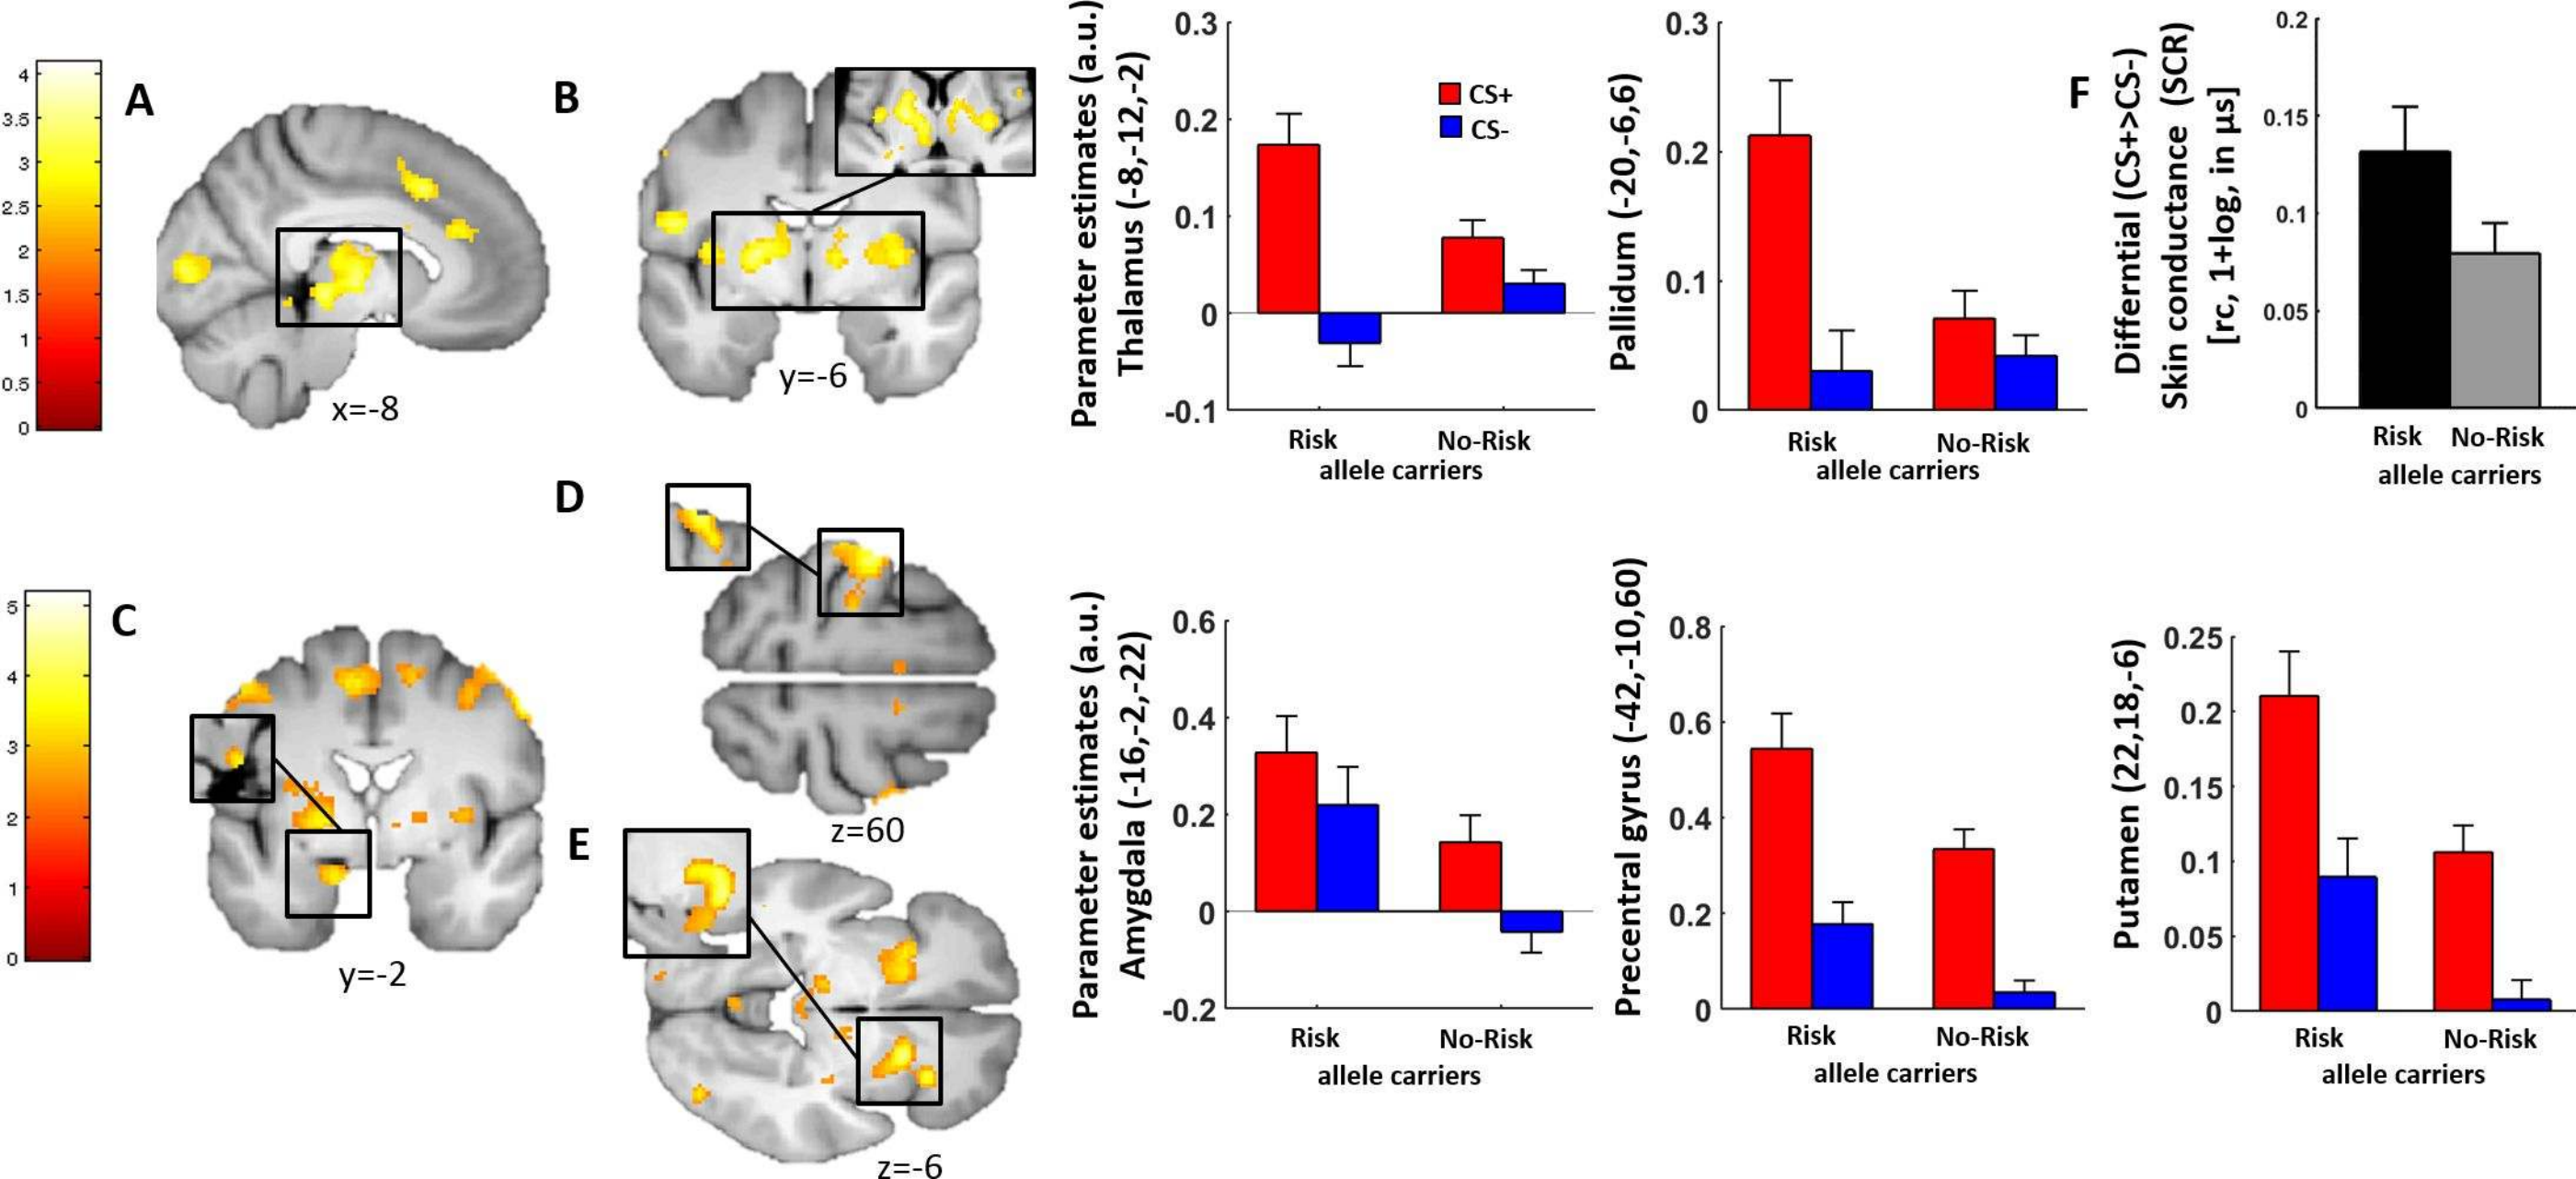 A
4
3.5
3
2.5
2
1.5
1
0.5
0
x=-8
B
y=-6
Parameter estimates (a.u.)
Thalamus (-8,-12,-2)
0.3
0.2
0.1
0
-0.1
Risk
No-Risk
allele carriers
CS+
CS-
Pallidum (-20,-6,6)
0.3
0.2
0.1
0
Risk
No-Risk
allele carriers
F
Differential (CS+>CS-)
Skin conductance (SCR)
[rc, 1+log, in µs]
0.2
0.15
0.1
0.05
0
Risk
No-Risk
allele carriers
C
5
4
3
2
1
0
y=-2
D
z=60
E
z=-6
Parameter estimates (a.u.)
Amygdala (-16,-2,-22)
0.6
0.4
0.2
0
-0.2
Risk
No-Risk
allele carriers
Precentral gyrus (-42,-10,60)
0.8
0.6
0.4
0.2
0
Risk
No-Risk
allele carriers
Putamen (22,18,-6)
0.25
0.2
0.15
0.1
0.05
0
Risk
No-Risk
allele carriers